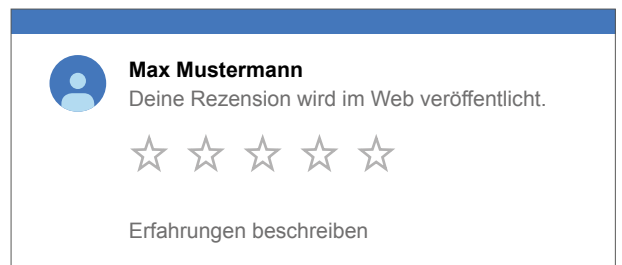 Max Mustermann
Deine Rezension wird im Web veröffentlicht.
Erfahrungen beschreiben